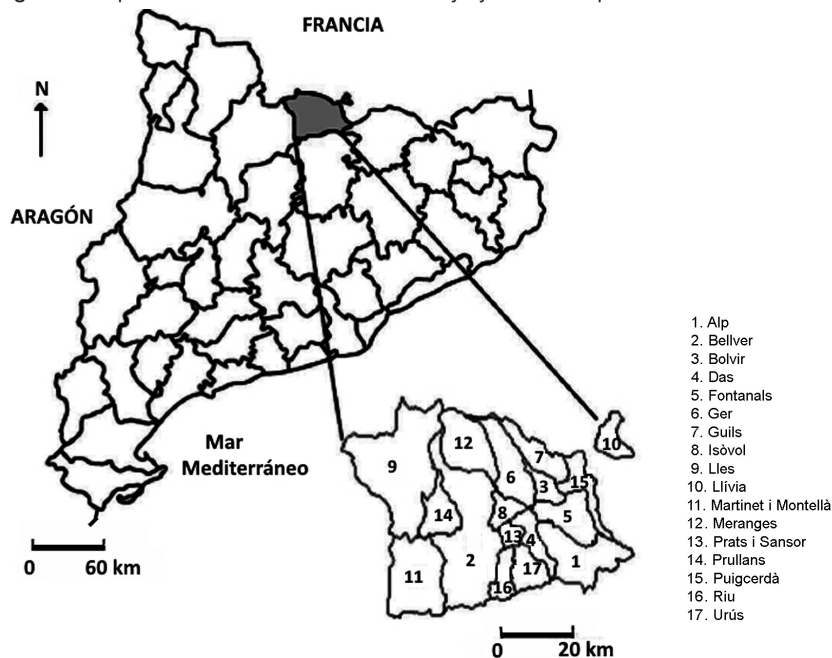 FRANCIA
N
ARAGÓN
Mar
Mediterráneo
0 60 km
1. Alp
2. Bellver
3. Bolvir
4. Das
5. Fontanals
6. Ger
7. Guils
8. Isòvol
9. Lles
10. Llívia
11. Martinet i Montellà
12. Meranges
13. Prats i Sansor
14. Prullans
15. Puigcerdà
16. Riu
17. Urús
10
12
7
9
6
3
15
14
8
5
13
4
2
17
1
11
16
0 20 km